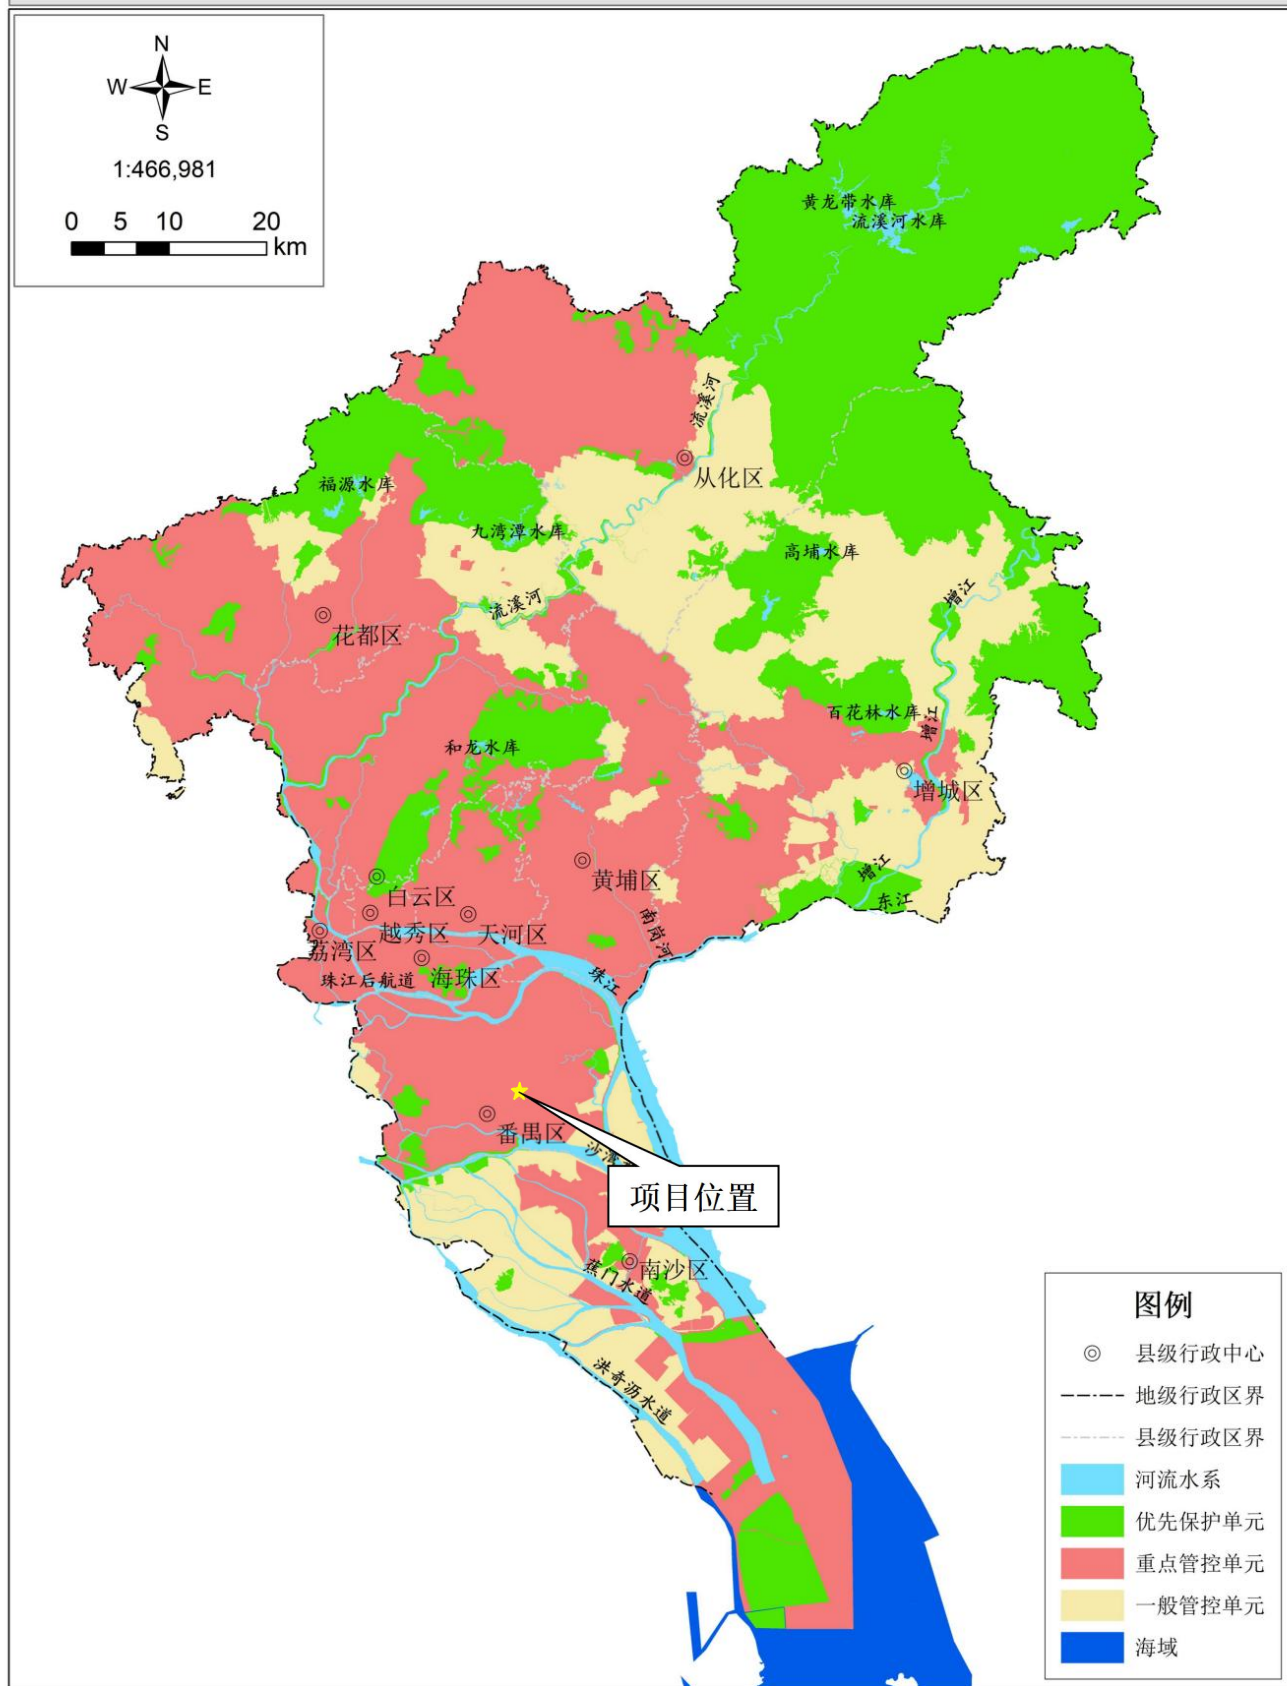 N
W E
S
1:466,981
0 5 10 20
km
黄龙带水库
流溪河水库
流溪河
从化区
福源水库
九湾潭水库
高埔水库
流溪河
增江
花都区
百花林水库
增江
和龙水库
增城区
黄埔区
增江
白云区
东江
越秀区
天河区
南岗河
荔湾区
海珠区
珠江后航道
珠江
番禺区
沙湾
项目位置
南沙区
蕉门水道
洪奇沥水道
图例
县级行政中心
地级行政区界
县级行政区界
河流水系
优先保护单元
重点管控单元
一般管控单元
海域